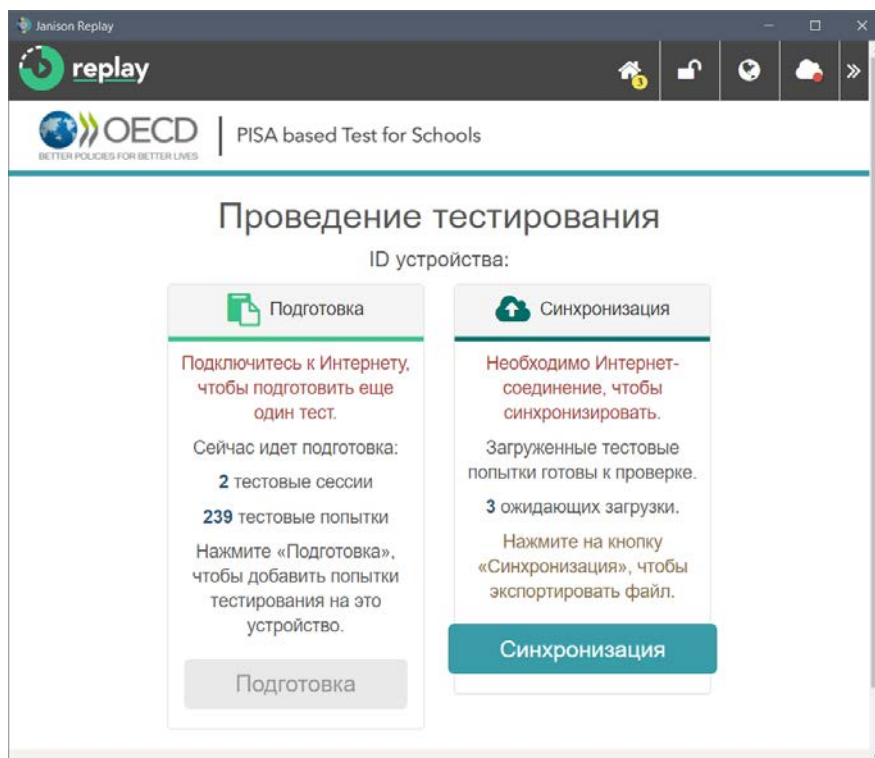 Janison Replay
replay
3
OECD
BETTER POLICIES FOR BETTER LIVES
PISA based Test for Schools
Проведение тестирования
ID устройства:
Подготовка
Подключитесь к Интернету,
чтобы подготовить еще
один тест.
Сейчас идет подготовка:
2 тестовые сессии
239 тестовые попытки
Нажмите «Подготовка»,
чтобы добавить попытки
тестирования на это
устройство.
Подготовка
Синхронизация
Необходимо Интернет-
соединение, чтобы
синхронизировать.
Загруженные тестовые
попытки готовы к проверке.
3 ожидающих загрузки.
Нажмите на кнопку
«Синхронизация», чтобы
экспортировать файл.
Синхронизация